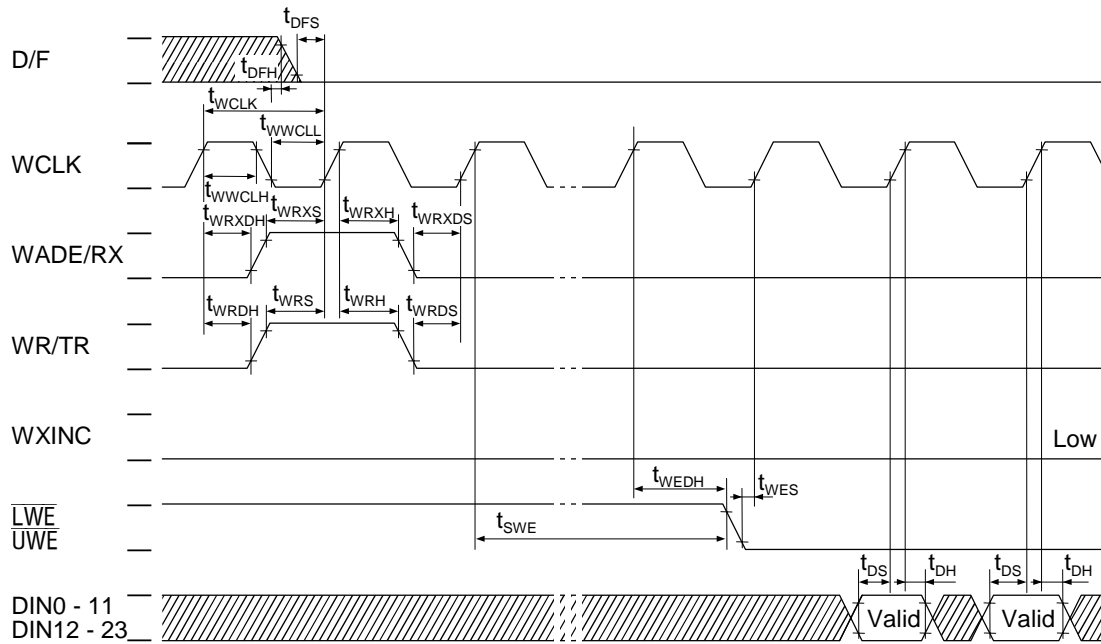 tDFS
D/F
tDFH
tWCLK
tWWCLL
WCLK
tWWCLH
tWRXDH tWRXS tWRXH tWRXDS
WADE/RX
tWRDH tWRS tWRH tWRDS
WR/TR
WXINC
Low
tWEDH tWES
LWE
UWE
tSWE
tDS tDH tDS tDH
DIN0 - 11
DIN12 - 23
Valid Valid